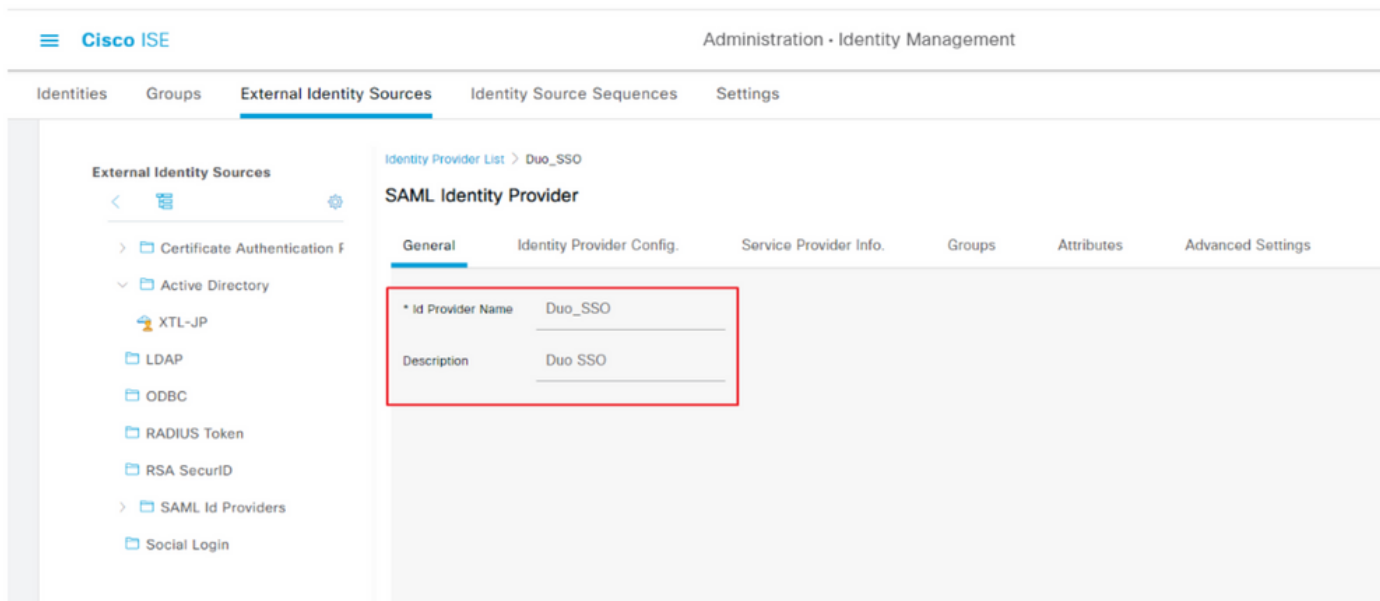 Cisco ISE
Administration · Identity Management
Identities Groups External Identity Sources Identity Source Sequences Settings
External Identity Sources
Certificate Authentication F
Active Directory
XTL-JP
LDAP
ODBC
RADIUS Token
RSA SecurID
SAML Id Providers
Social Login
Identity Provider List > Duo_SSO
SAML Identity Provider
General Identity Provider Config. Service Provider Info. Groups Attributes Advanced Settings
* Id Provider Name Duo_SSO
Description Duo SSO